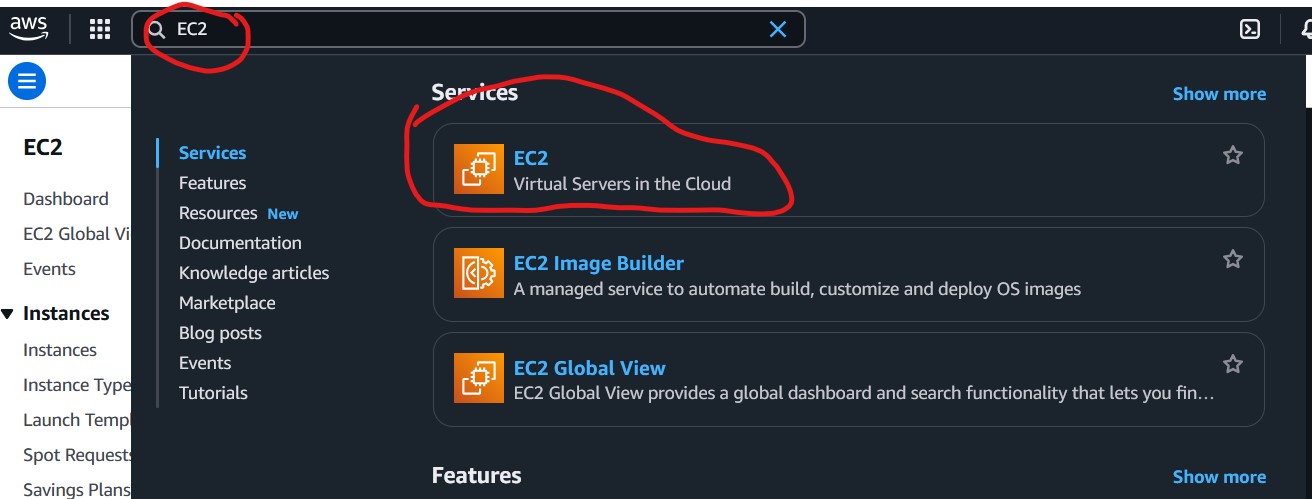 aws
EC2
EC2
Dashboard
EC2 Global Vi
Events
Instances
Instances
Instance Type
Launch Templ
Spot Requests
Savings Plans
Services
Features
Resources New
Documentation
Knowledge articles
Marketplace
Blog posts
Events
Tutorials
Services Show more
EC2
Virtual Servers in the Cloud
EC2 Image Builder
A managed service to automate build, customize and deploy OS images
EC2 Global View
EC2 Global View provides a global dashboard and search functionality that lets you fin...
Features Show more